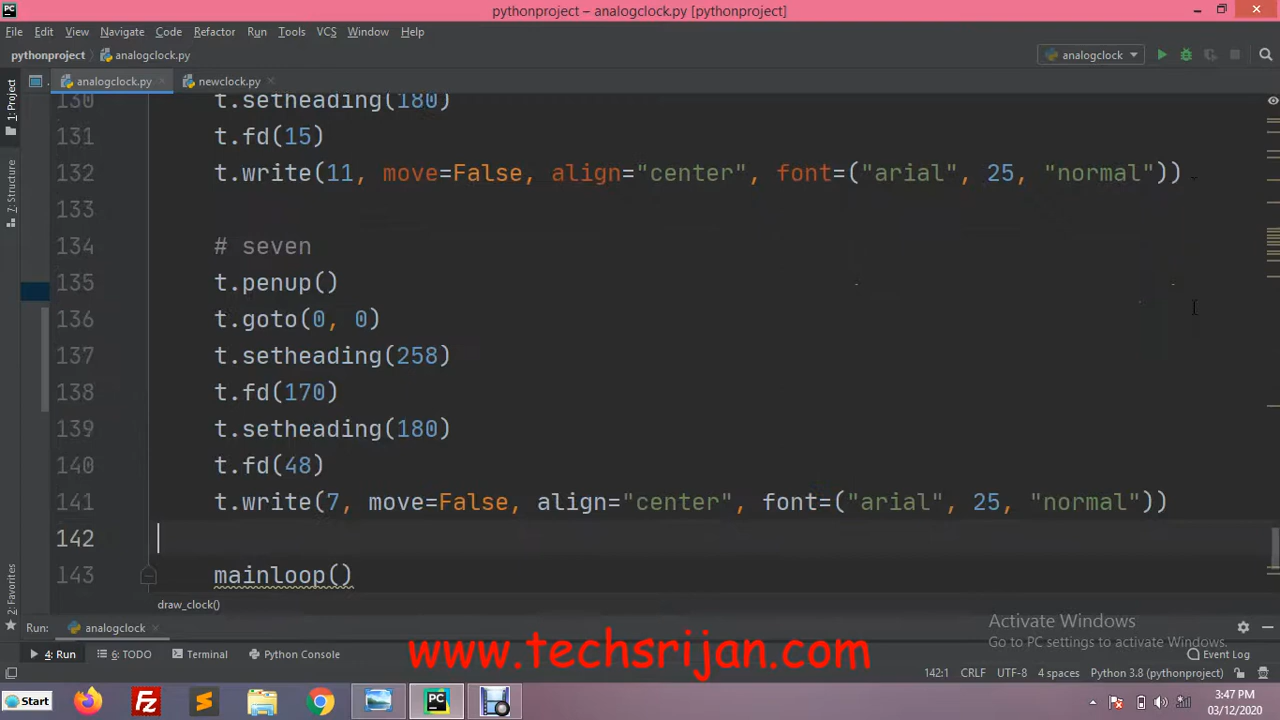 pythonproject – analogclock.py [pythonproject]
File Edit View Navigate Code Refactor Run Tools VCS Window Help
pythonproject analogclock.py analogclock
1: Project analogclock.py newclock.py
7: Structure
2: Favorites
130 t.setheading(180)
131 t.fd(15)
132 t.write(11, move=False, align="center", font=("arial", 25, "normal"))
133
134 # seven
135 t.penup()
136 t.goto(0, 0)
137 t.setheading(258)
138 t.fd(170)
139 t.setheading(180)
140 t.fd(48)
141 t.write(7, move=False, align="center", font=("arial", 25, "normal"))
142
143 mainloop()
draw_clock()
Run: analogclock
Activate Windows
Go to PC settings to activate Windows.
4: Run 6: TODO Terminal Python Console Event Log
www.techsrijan.com
142:1 CRLF UTF-8 4 spaces Python 3.8 (pythonproject)
Start
3:47 PM
03/12/2020